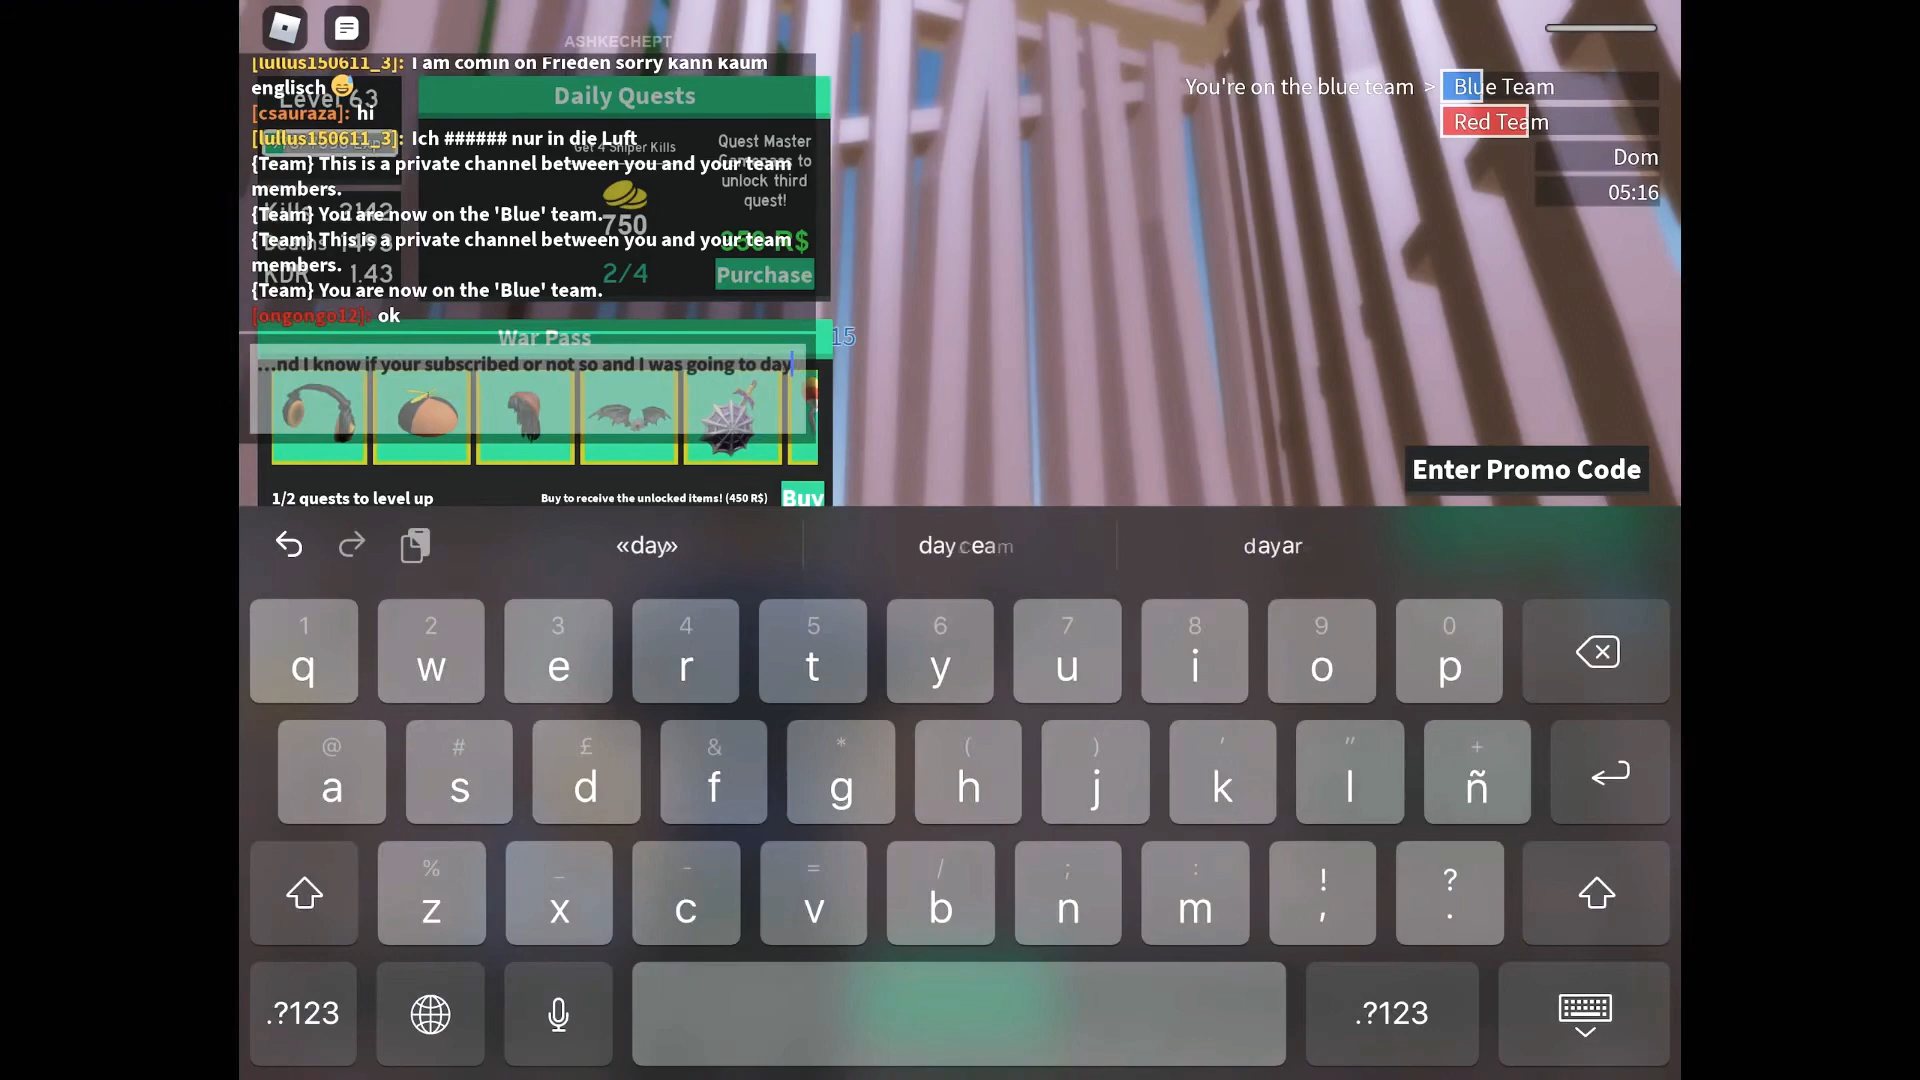 ASHKECHEPT
[lullus150611_3]: I am comin on Frieden sorry kann kaum
englisch 😅
Level 63
[csauraza]: hi
[lullus150611_3]: Ich ###### nur in die Luft
{Team} This is a private channel between you and your team
members.
{Team} You are now on the 'Blue' team.
{Team} This is a private channel between you and your team
members.
{Team} You are now on the 'Blue' team.
[ongongo12]: ok
Kills 2142
Deaths 1493
KDR 1.43
Daily Quests
Get 4 Sniper Kills
750
2/4
Quest Master
Gamepass to
unlock third
quest!
350 R$
Purchase
War Pass
15
...nd I know if your subscribed or not so and I was going to day
1/2 quests to level up
Buy to receive the unlocked items! (450 R$)
Buy
You're on the blue team >
Blue Team
Red Team
Dom
05:16
Enter Promo Code
«day»
dayar
1 2 3 4 5 6 7 8 9 0
q w e r t y u i o p
@ # £ & * ( ) ' " +
a s d f g h j k l ñ
% _ - = / ; : ! ?
z x c v b n m , .
.?123
.?123